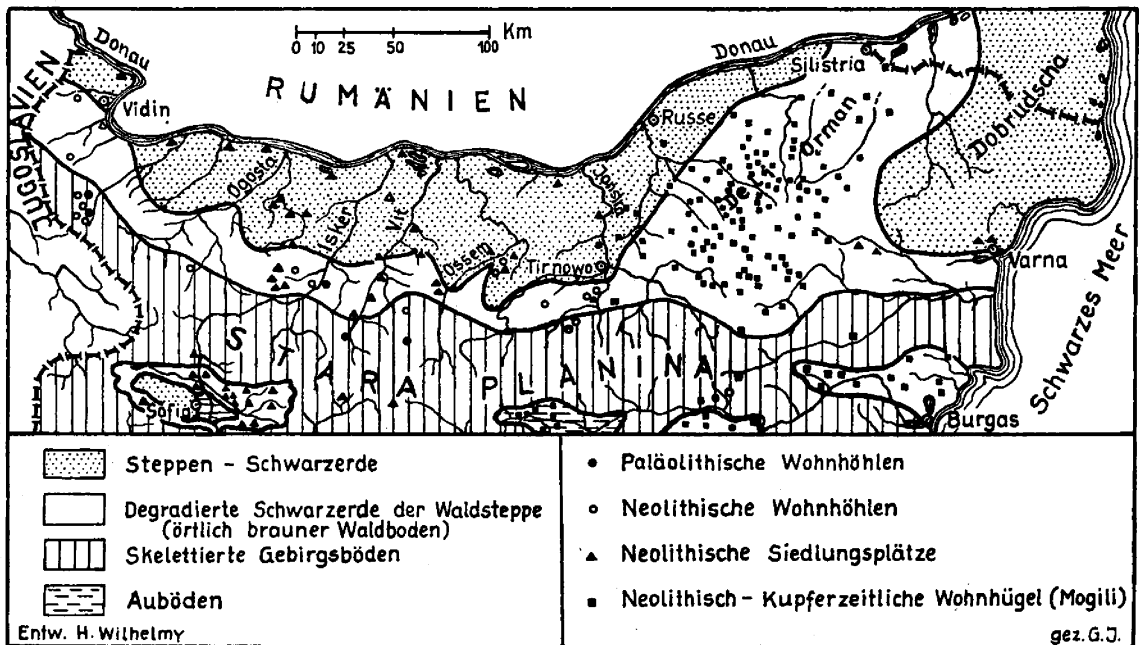 0 10 25 50 100 Km
Donau
Donau
RUMÄNIEN
JUGOSLAVIEN
Vidin
Silistria
Russe
Dobrudscha
Orman
Deli
Ogosta
Isker
Vit
Ossem
Jantra
Tirnowo
Varna
Schwarzes Meer
STARA PLANINA
Sofia
Burgas
Steppen - Schwarzerde
Degradierte Schwarzerde der Waldsteppe
(örtlich brauner Waldboden)
Skelettierte Gebirgsböden
Auböden
Entw. H. Wilhelmy
Paläolithische Wohnhöhlen
Neolithische Wohnhöhlen
Neolithische Siedlungsplätze
Neolithisch - Kupferzeitliche Wohnhügel (Mogili)
gez. G.J.